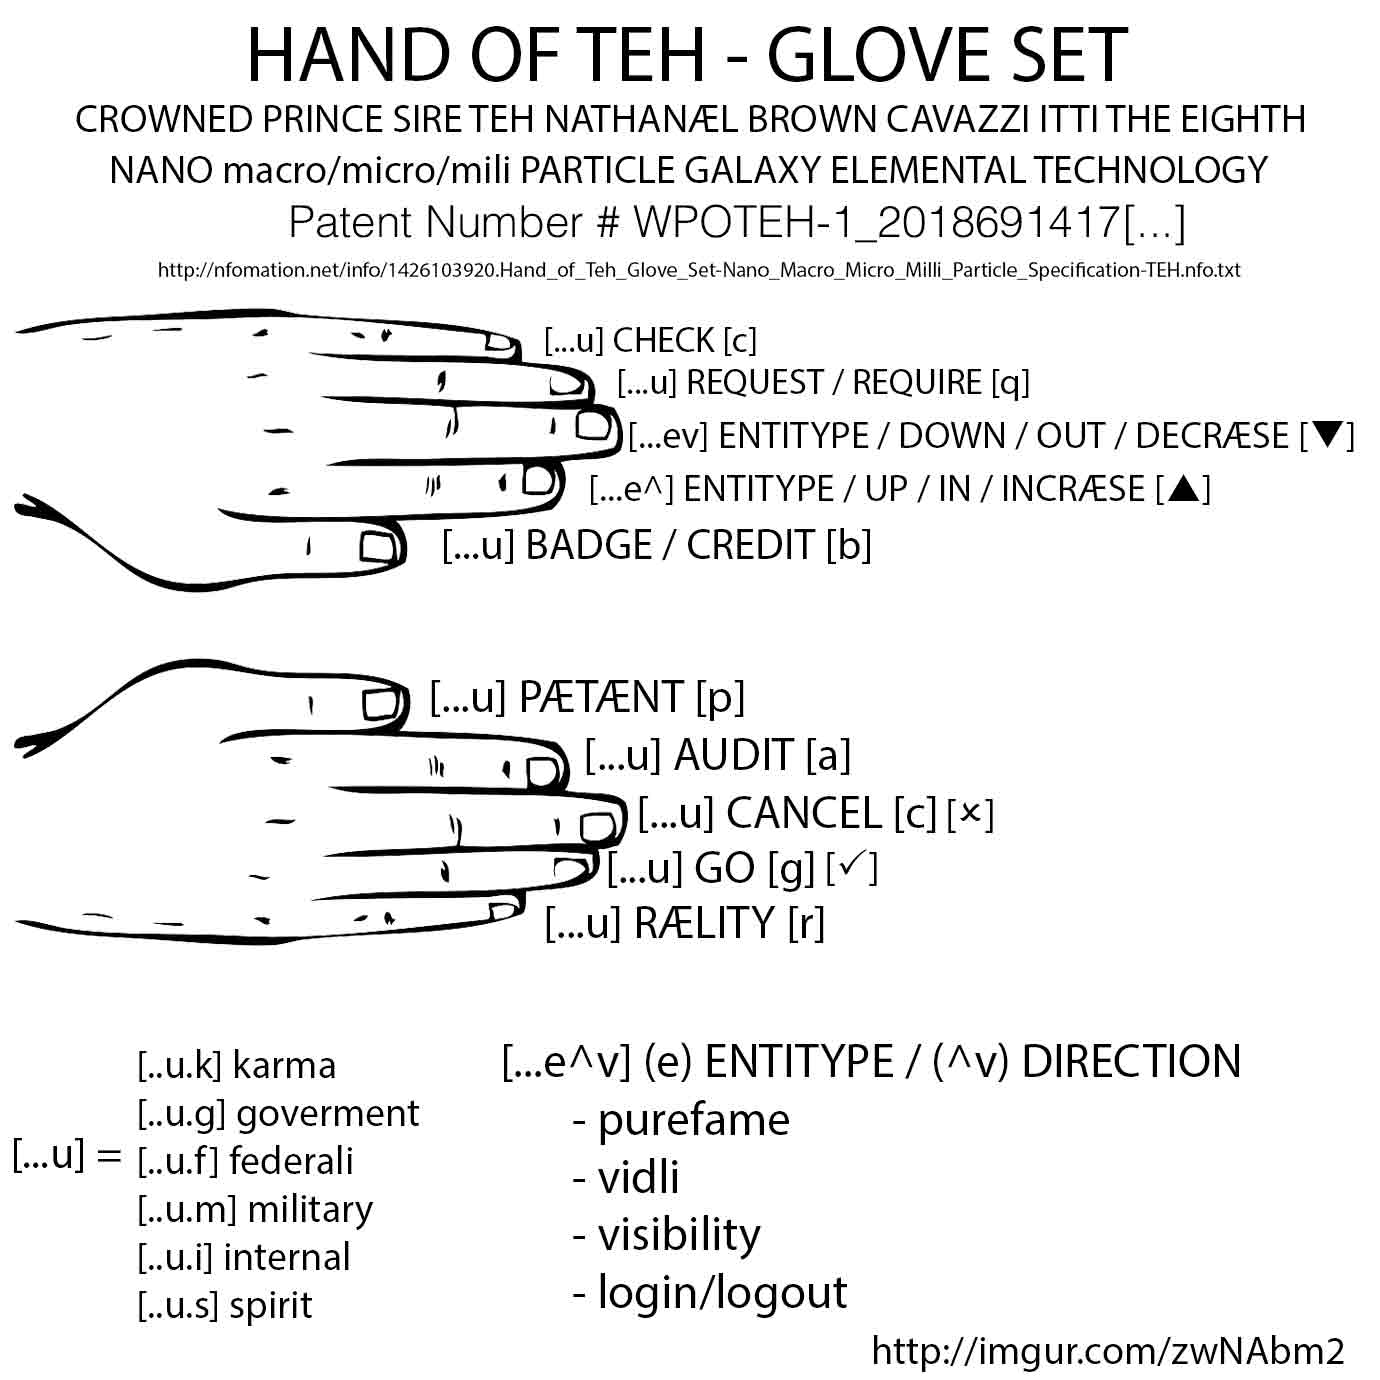 HAND OF TEH - GLOVE SET
CROWNED PRINCE SIRE TEH NATHANÆL BROWN CAVAZZI ITTI THE EIGHTH
NANO macro/micro/mili PARTICLE GALAXY ELEMENTAL TECHNOLOGY
Patent Number # WPOTEH-1_2018691417[...]
http://nfomation.net/info/1426103920.Hand_of_Teh_Glove_Set-Nano_Macro_Micro_Milli_Particle_Specification-TEH.nfo.txt
[...u] CHECK [c]
[...u] REQUEST / REQUIRE [q]
[...ev] ENTITYPE / DOWN / OUT / DECRÆSE [▼]
[...e^] ENTITYPE / UP / IN / INCRÆSE [▲]
[...u] BADGE / CREDIT [b]
[...u] PÆTÆNT [p]
[...u] AUDIT [a]
[...u] CANCEL [c] [×]
[...u] GO [g] [✓]
[...u] RÆLITY [r]
[...u] =
[..u.k] karma
[..u.g] goverment
[..u.f] federali
[..u.m] military
[..u.i] internal
[..u.s] spirit
[...e^v] (e) ENTITYPE / (^v) DIRECTION
- purefame
- vidli
- visibility
- login/logout
http://imgur.com/zwNAbm2